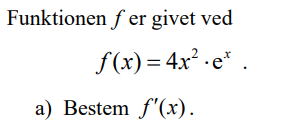 Funktionen f er givet ved
f(x) = 4x² · eˣ .
a) Bestem f'(x).